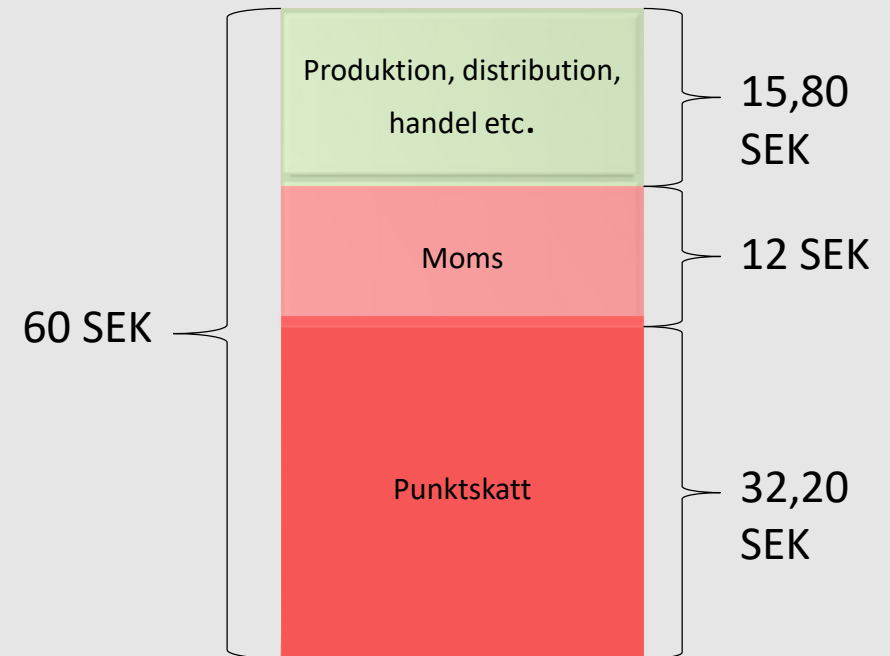 Produktion, distribution,
handel etc.
15,80
SEK
Moms
12 SEK
60 SEK
Punktskatt
32,20
SEK